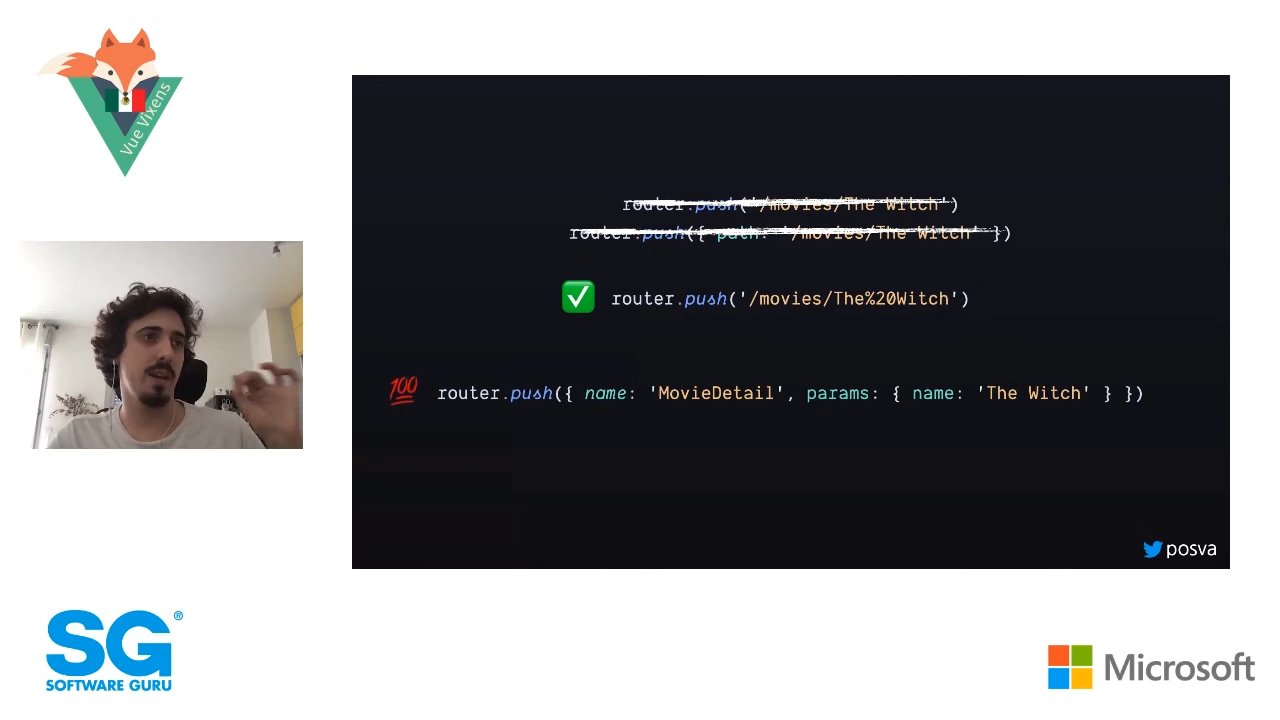 Vue Vixens
router.push('/movies/The Witch')
router.push({ path: '/movies/The Witch' })
router.push('/movies/The%20Witch')
100 router.push({ name: 'MovieDetail', params: { name: 'The Witch' } })
posva
SG®
SOFTWARE GURU
Microsoft